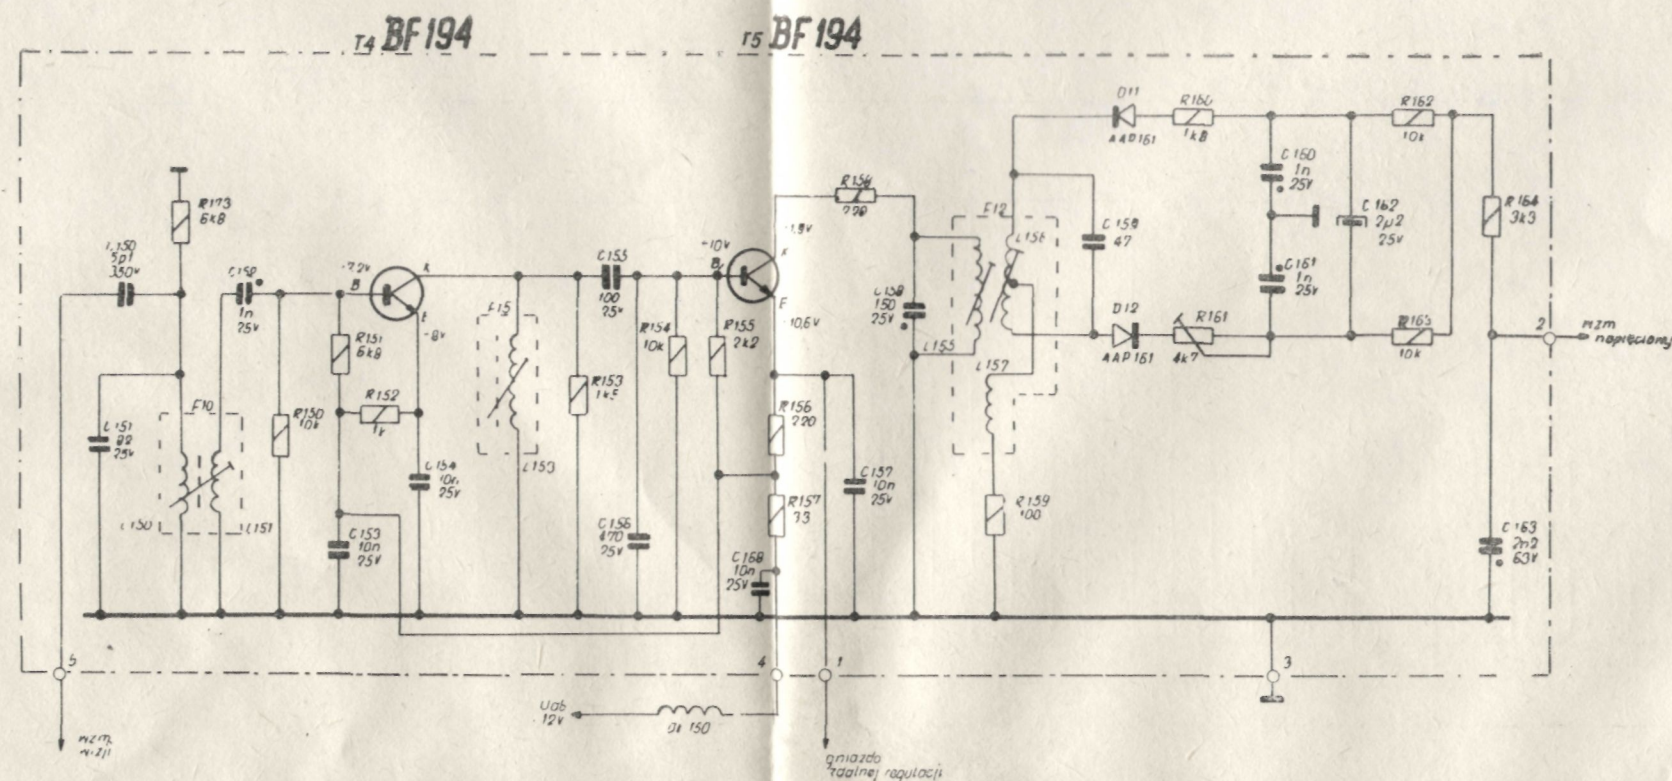 T4 BF194
T5 BF194
D11
AAP161
R160
1k8
R162
10k
C160
1n
25V
C162
2µ2
25V
R164
3k3
C161
1n
25V
R173
6k8
5p1
350V
1n
25V
-7,2V
B
K
E
-8V
R151
6k8
R152
1k
R150
10k
C151
82
25V
F10
L150
L151
C153
10n
25V
C154
10n
25V
F15
L153
C155
100
25V
R153
1k5
R154
10k
R155
2k2
C156
470
25V
-10V
B
K
-1,9V
E
-10,6V
R156
220
R157
33
C168
10n
25V
C157
10n
25V
R158
220
C158
150
25V
F12
L155
L156
L157
C159
47
D12
AAP161
R161
4k7
R163
10k
R159
100
C163
2n2
63V
2
wzm
napięciowy
5
wzm.
wizji
4
1
3
Uab
12V
Dł 150
gniazdo
zdalnej regulacji